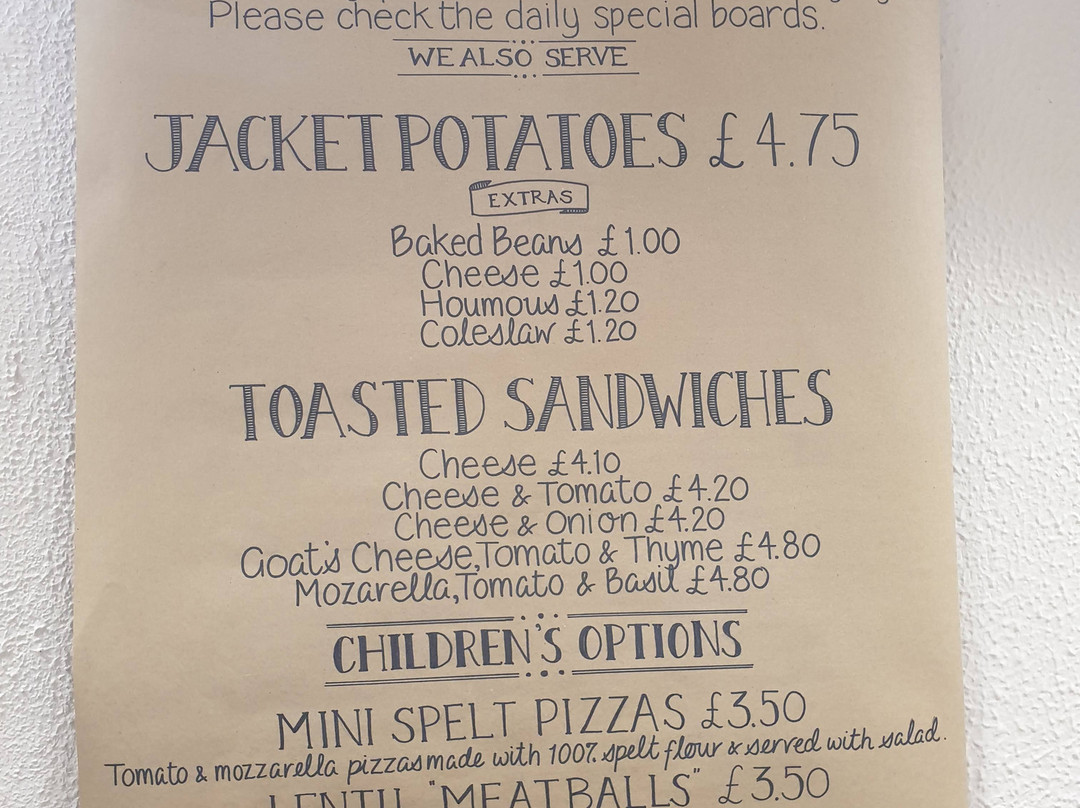 Please check the daily special boards.
WE ALSO SERVE
JACKET POTATOES £4.75
EXTRAS
Baked Beans £1.00
Cheese £1.00
Houmous £1.20
Coleslaw £1.20
TOASTED SANDWICHES
Cheese £4.10
Cheese & Tomato £4.20
Cheese & Onion £4.20
Goat's Cheese, Tomato & Thyme £4.80
Mozarella, Tomato & Basil £4.80
CHILDREN'S OPTIONS
MINI SPELT PIZZAS £3.50
Tomato & mozzarella pizzas made with 100% spelt flour & served with salad.
LENTIL "MEATBALLS" £3.50